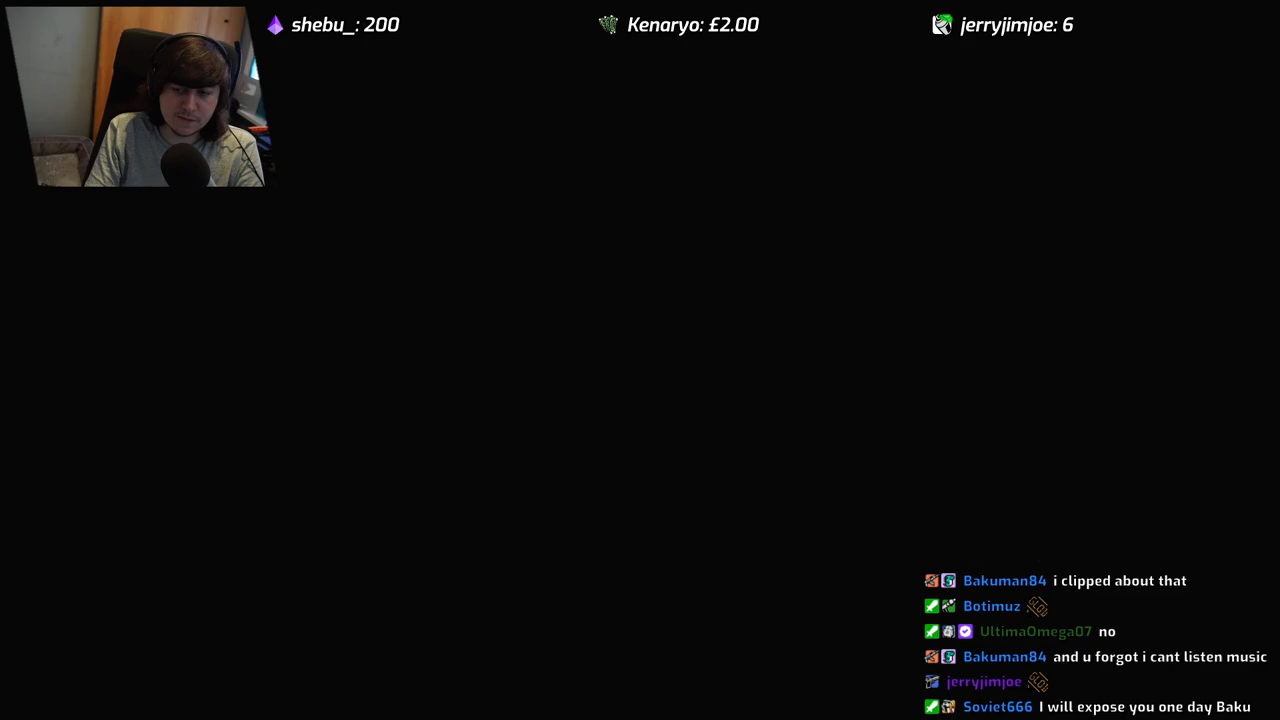 shebu_: 200
Kenaryo: £2.00
jerryjimjoe: 6
Bakuman84 i clipped about that
Botimuz
UltimaOmega07 no
Bakuman84 and u forgot i cant listen music
jerryjimjoe
Soviet666 I will expose you one day Baku